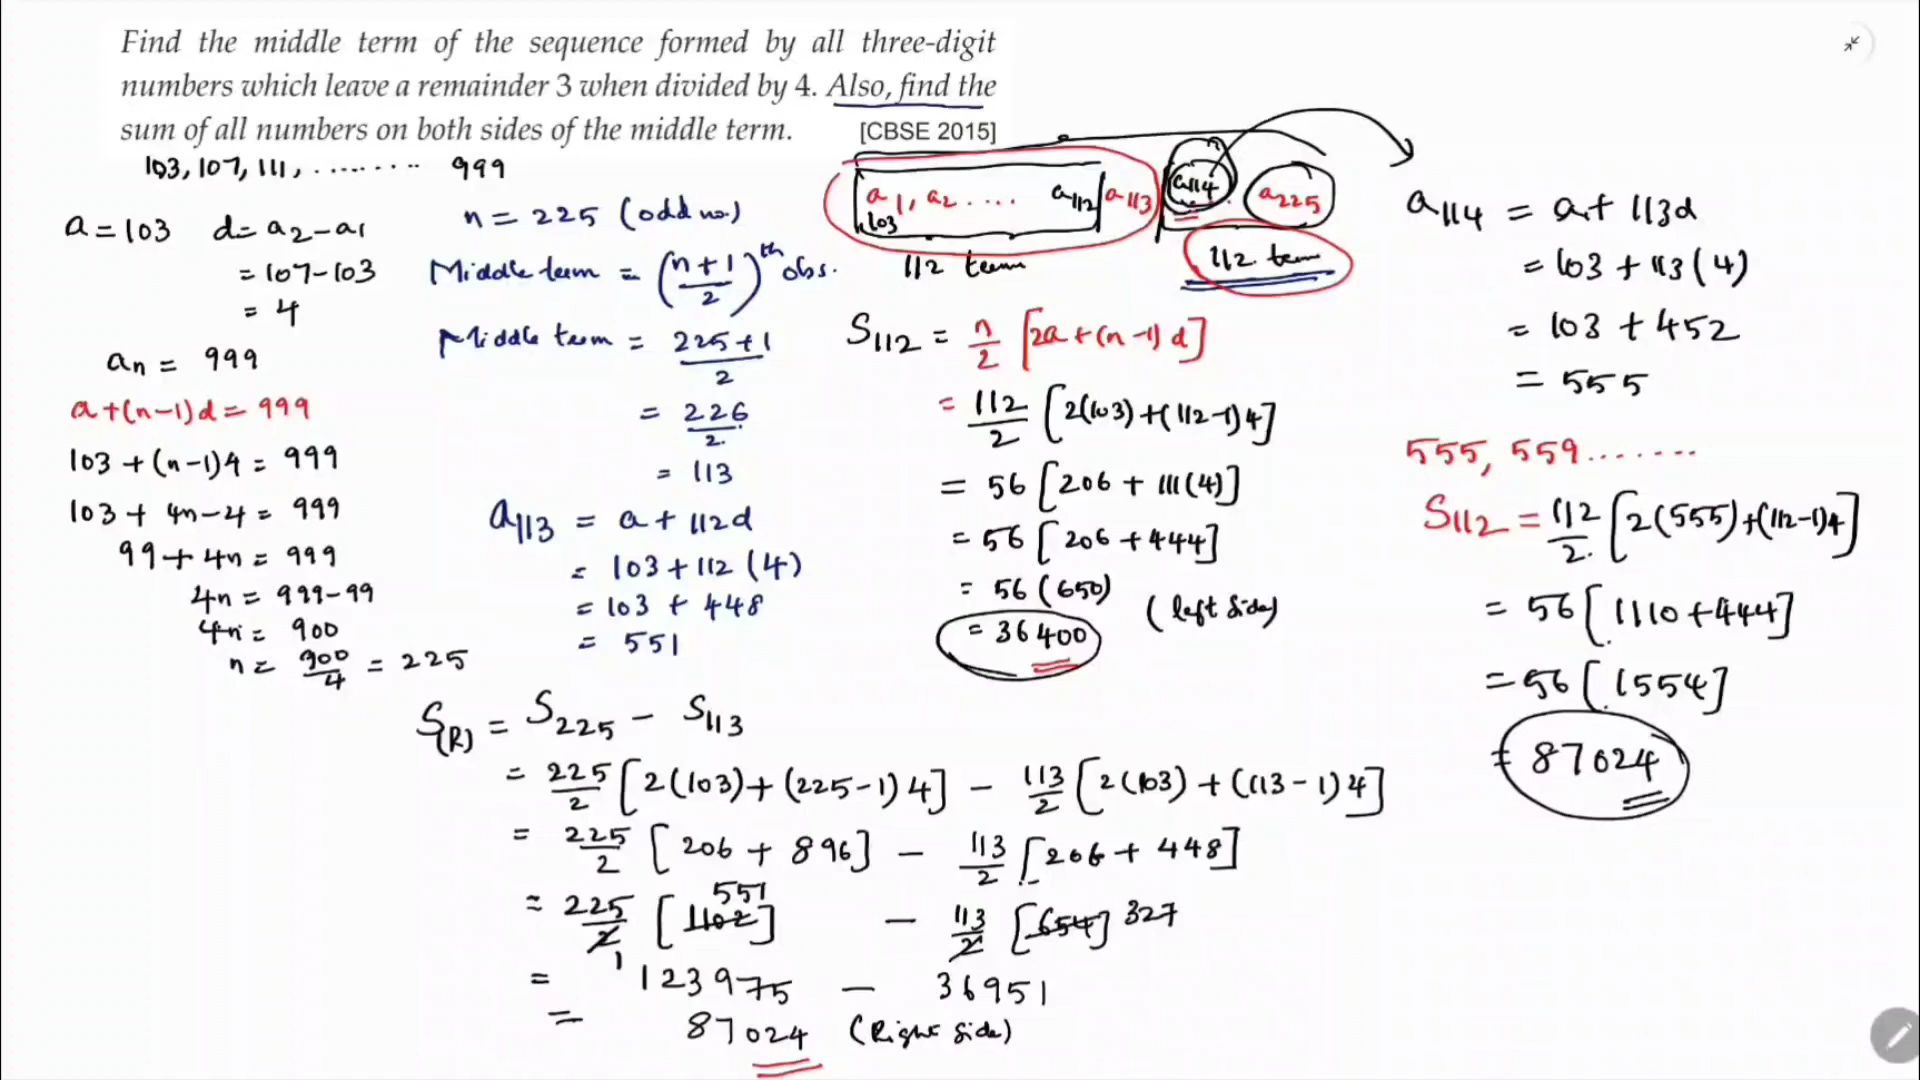 Find the middle term of the sequence formed by all three-digit
numbers which leave a remainder 3 when divided by 4. Also, find the
sum of all numbers on both sides of the middle term. [CBSE 2015]
103, 107, 111, ........ 999
a = 103 d = a2 - a1
= 107 - 103
= 4
an = 999
a + (n-1) d = 999
103 + (n-1) 4 = 999
103 + 4n - 4 = 999
99 + 4n = 999
4n = 999 - 99
4n = 900
n = 900/4 = 225
n = 225 (odd no.)
Middle term = (n+1/2)th obs.
Middle term = 225+1/2
= 226/2
= 113
a113 = a + 112d
= 103 + 112 (4)
= 103 + 448
= 551
a1, a2 .... a112 a113 a114 a225
103
112 term 112 term
S112 = n/2 [2a + (n-1) d]
= 112/2 [2(103) + (112-1) 4]
= 56 [206 + 111(4)]
= 56 [206 + 444]
= 56 (650)
= 36400 (left side)
a114 = a + 113d
= 103 + 113 (4)
= 103 + 452
= 555
555, 559 .......
S112 = 112/2 [2(555) + (112-1)4]
= 56 [1110 + 444]
= 56 [1554]
= 87024
S(R) = S225 - S113
= 225/2 [2(103) + (225-1) 4] - 113/2 [2(103) + (113-1) 4]
= 225/2 [206 + 896] - 113/2 [206 + 448]
551
= 225/2 [1102] - 113/2 [654] 327
1
= 123975 - 36951
= 87024 (Right side)